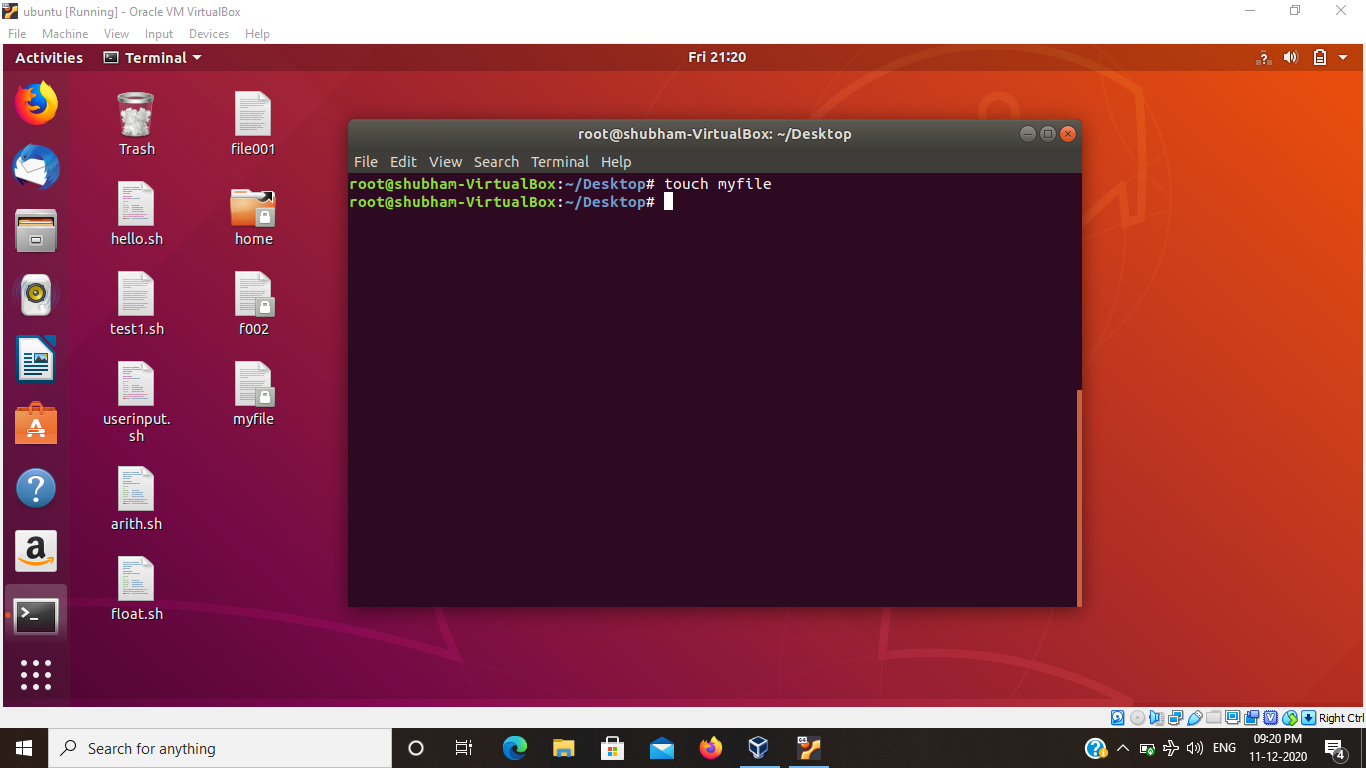 ubuntu [Running] - Oracle VM VirtualBox
File Machine View Input Devices Help
Activities Terminal Fri 21:20
Trash
file001
hello.sh
home
test1.sh
f002
userinput.
sh
myfile
arith.sh
float.sh
root@shubham-VirtualBox: ~/Desktop
File Edit View Search Terminal Help
root@shubham-VirtualBox:~/Desktop# touch myfile
root@shubham-VirtualBox:~/Desktop#
Right Ctrl
Search for anything
ENG
09:20 PM
11-12-2020
4